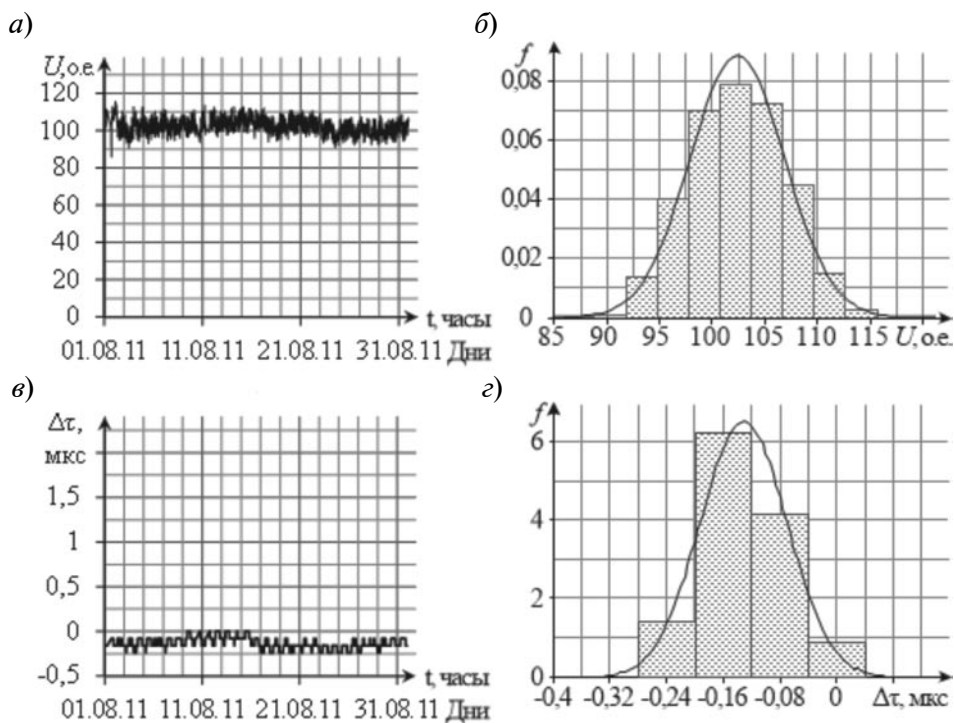 а)
U, о.е.
120
100
80
60
40
20
0
t, часы
01.08.11 11.08.11 21.08.11 31.08.11 Дни
б)
f
0,08
0,06
0,04
0,02
0
85 90 95 100 105 110 115 U, о.е.
в)
Δτ,
мкс
1,5
1
0,5
0
-0,5
t, часы
01.08.11 11.08.11 21.08.11 31.08.11 Дни
г)
f
6
4
2
0
-0,4 -0,32 -0,24 -0,16 -0,08 0 Δτ, мкс